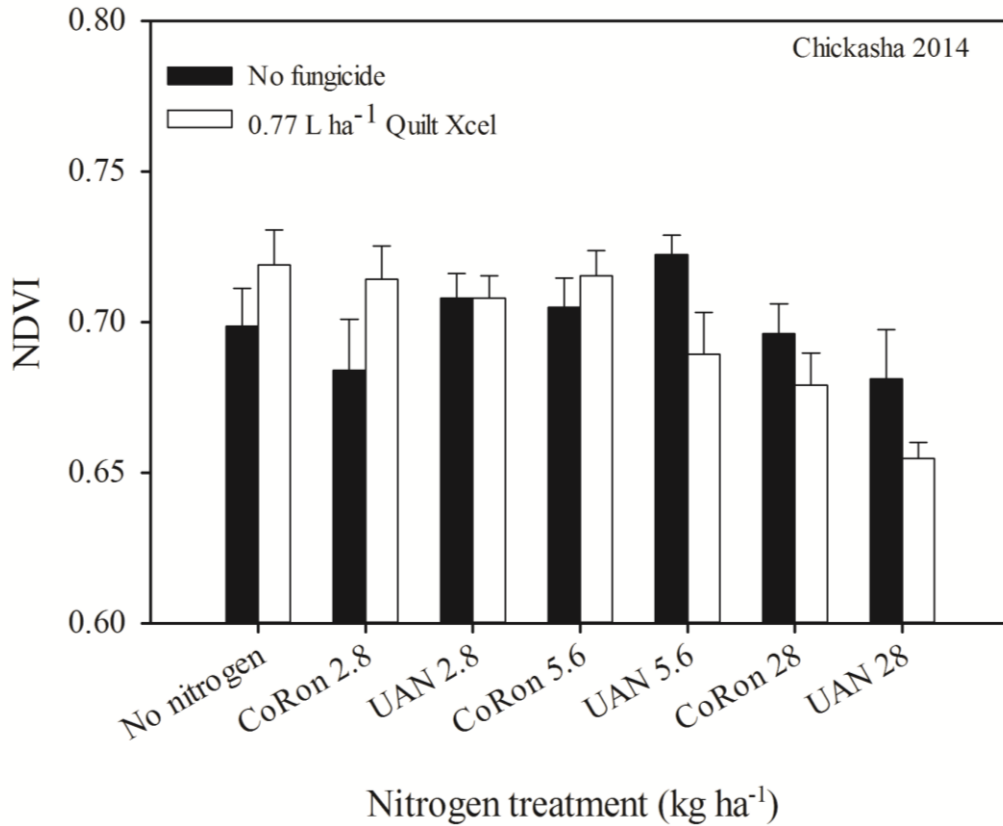 0.80
Chickasha 2014
No fungicide
0.77 L ha⁻¹ Quilt Xcel
0.75
0.70
0.65
0.60
NDVI
No nitrogen
CoRon 2.8
UAN 2.8
CoRon 5.6
UAN 5.6
CoRon 28
UAN 28
Nitrogen treatment (kg ha⁻¹)